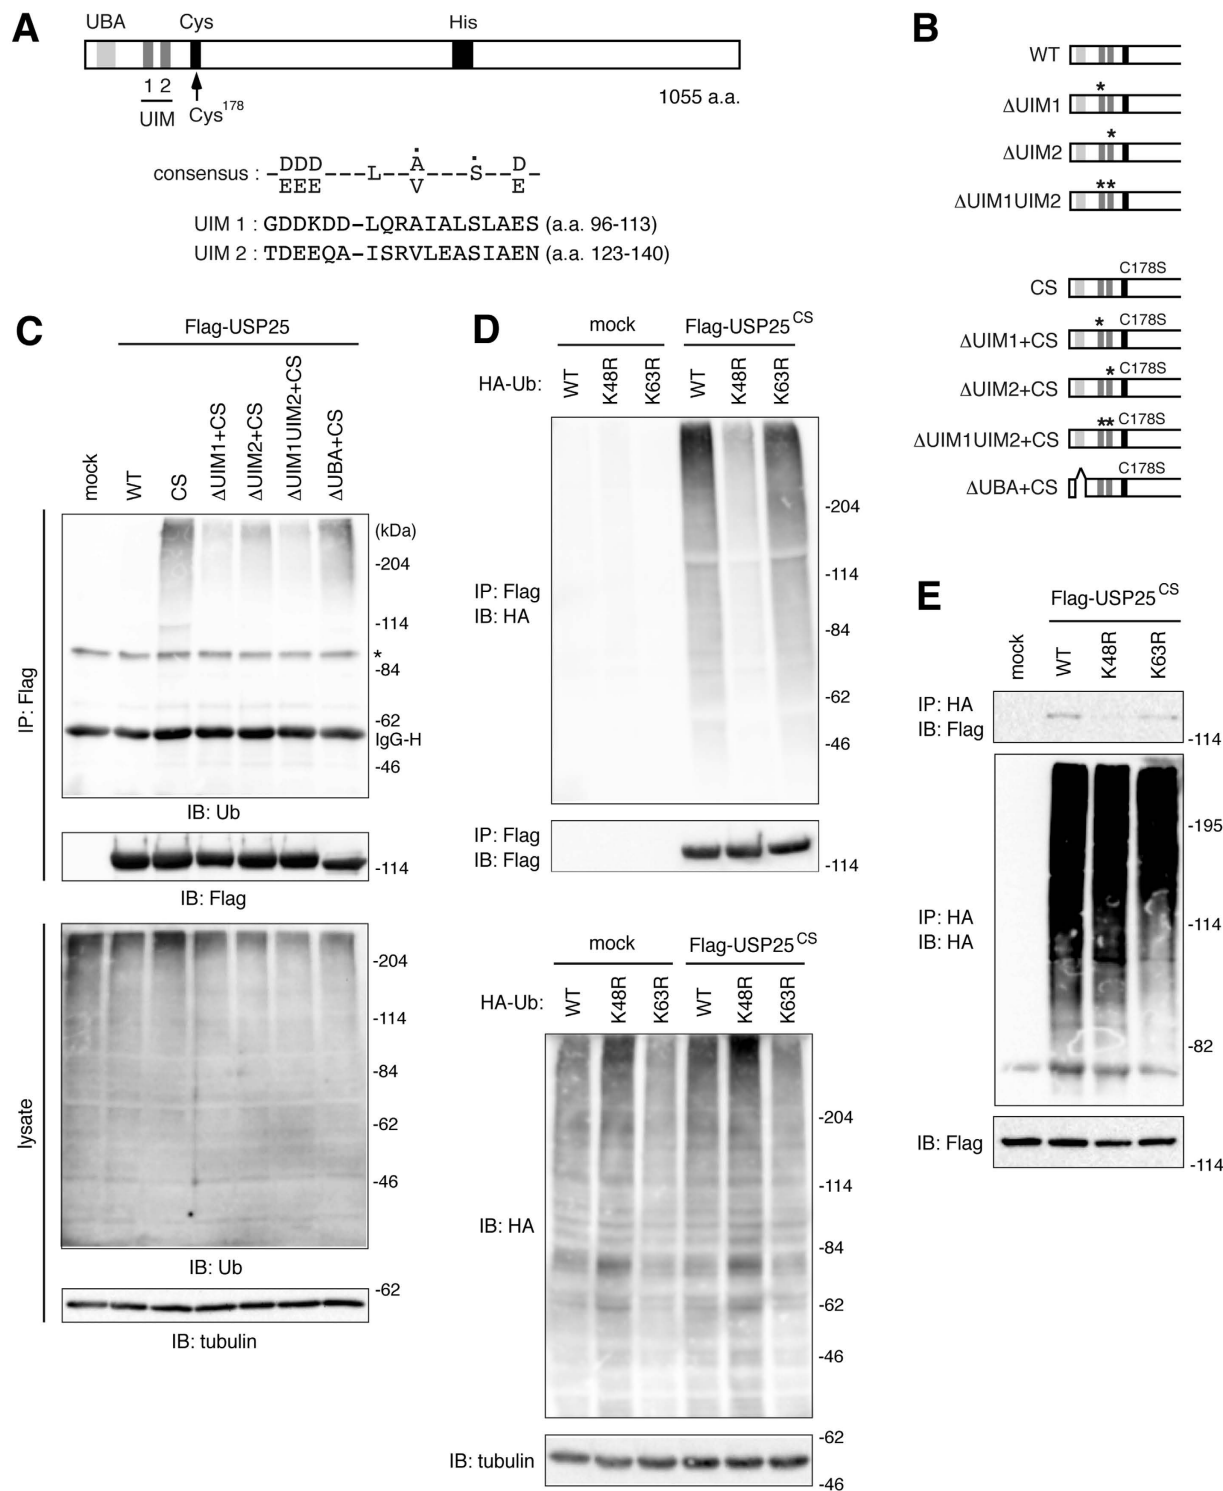 A
UBA Cys His
1 2
UIM
Cys178
1055 a.a.
consensus : -DDD/EEE---L--Ȧ/V---Ṡ--D/E-
UIM 1 : GDDKDD-LQRAIALSLAES (a.a. 96-113)
UIM 2 : TDEEQA-ISRVLEASIAEN (a.a. 123-140)
B
WT
*
ΔUIM1
*
ΔUIM2
**
ΔUIM1UIM2
C178S
CS
* C178S
ΔUIM1+CS
* C178S
ΔUIM2+CS
** C178S
ΔUIM1UIM2+CS
C178S
ΔUBA+CS
C
Flag-USP25
mock WT CS ΔUIM1+CS ΔUIM2+CS ΔUIM1UIM2+CS ΔUBA+CS
IP: Flag
(kDa)
-204
-114
*
-84
-62
IgG-H
-46
IB: Ub
-114
IB: Flag
lysate
-204
-114
-84
-62
-46
IB: Ub
-62
IB: tubulin
D
mock Flag-USP25CS
HA-Ub: WT K48R K63R WT K48R K63R
IP: Flag
IB: HA
-204
-114
-84
-62
-46
IP: Flag
IB: Flag
-114
mock Flag-USP25CS
HA-Ub: WT K48R K63R WT K48R K63R
IB: HA
-204
-114
-84
-62
-46
IB: tubulin
-62
-46
E
Flag-USP25CS
mock WT K48R K63R
IP: HA
IB: Flag
-114
IP: HA
IB: HA
-195
-114
-82
IB: Flag
-114